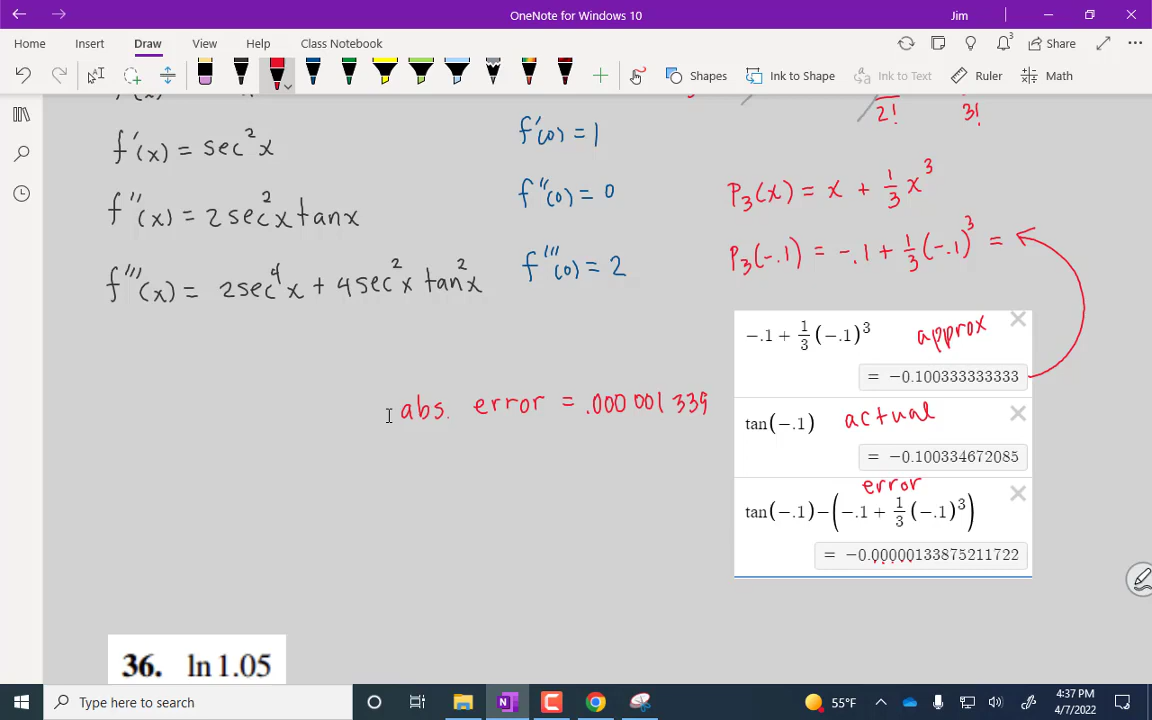 OneNote for Windows 10
Jim
Home Insert Draw View Help Class Notebook
Share
Shapes Ink to Shape Ink to Text Ruler Math
2! 3!
f'(x) = sec²x
f'(0) = 1
f''(x) = 2sec²x tanx
f''(0) = 0
P₃(x) = x + 1/3 x³
P₃(-.1) = -.1 + 1/3(-.1)³ =
f'''(x) = 2sec⁴x + 4sec²x tan²x
f'''(0) = 2
-.1 + 1/3(-.1)³ approx
= -0.100333333333
abs. error = .000 001 339
tan(-.1) actual
= -0.100334672085
error
tan(-.1)-(-.1 + 1/3(-.1)³)
= -0.00000133875211722
36. ln 1.05
Type here to search
55°F
4:37 PM
4/7/2022